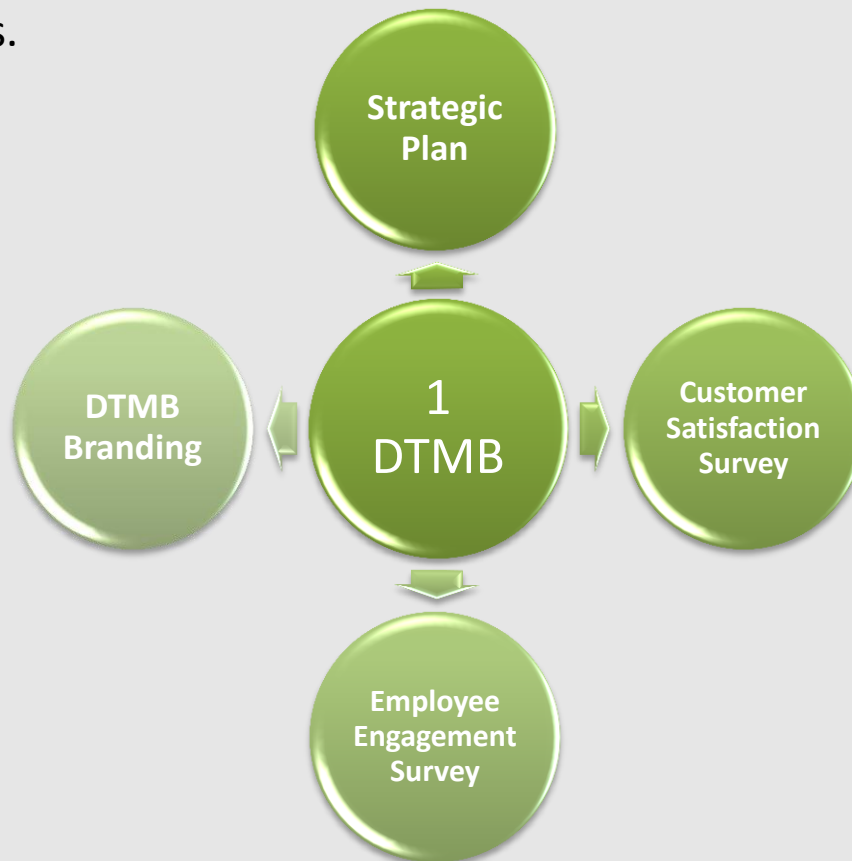 s.
Strategic
Plan
DTMB
Branding
1
DTMB
Customer
Satisfaction
Survey
Employee
Engagement
Survey